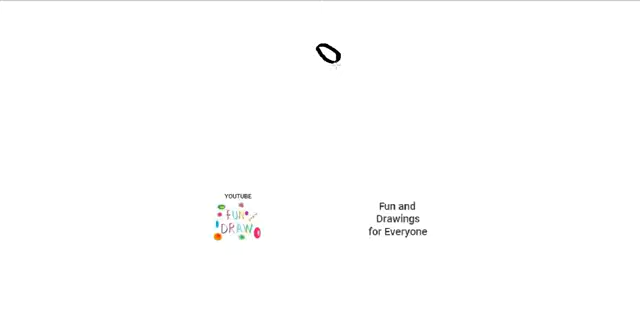 YOUTUBE
FUN
DRAW
Fun and
Drawings
for Everyone